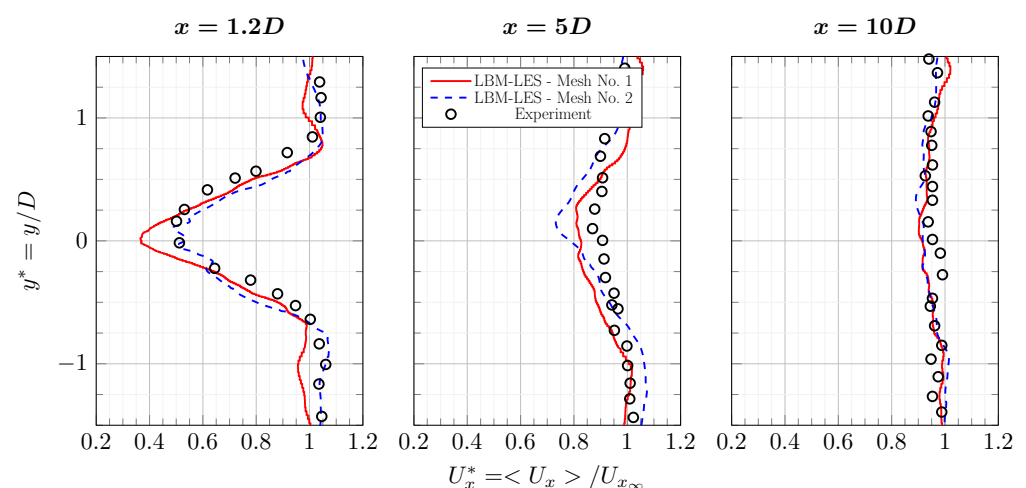 x = 1.2D
x = 5D
x = 10D
LBM-LES - Mesh No. 1
LBM-LES - Mesh No. 2
Experiment
1
0
−1
y* = y/D
0.2 0.4 0.6 0.8 1 1.2
0.2 0.4 0.6 0.8 1 1.2
0.2 0.4 0.6 0.8 1 1.2
U*x =< Ux > /Ux∞